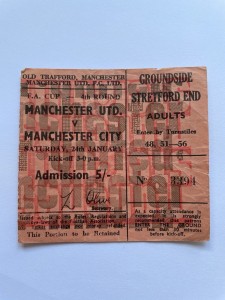 OLD TRAFFORD, MANCHESTER
MANCHESTER UTD. F.C. LTD.
F.A. CUP — 4th ROUND
MANCHESTER UTD.
v
MANCHESTER CITY
SATURDAY, 24th JANUARY
Kick-off 3-0 p.m.
Admission 5/-
Secretary
This Portion to be Retained
GROUNDSIDE
STRETFORD END
ADULTS
Enter by Turnstiles
48, 51—56
No 3394